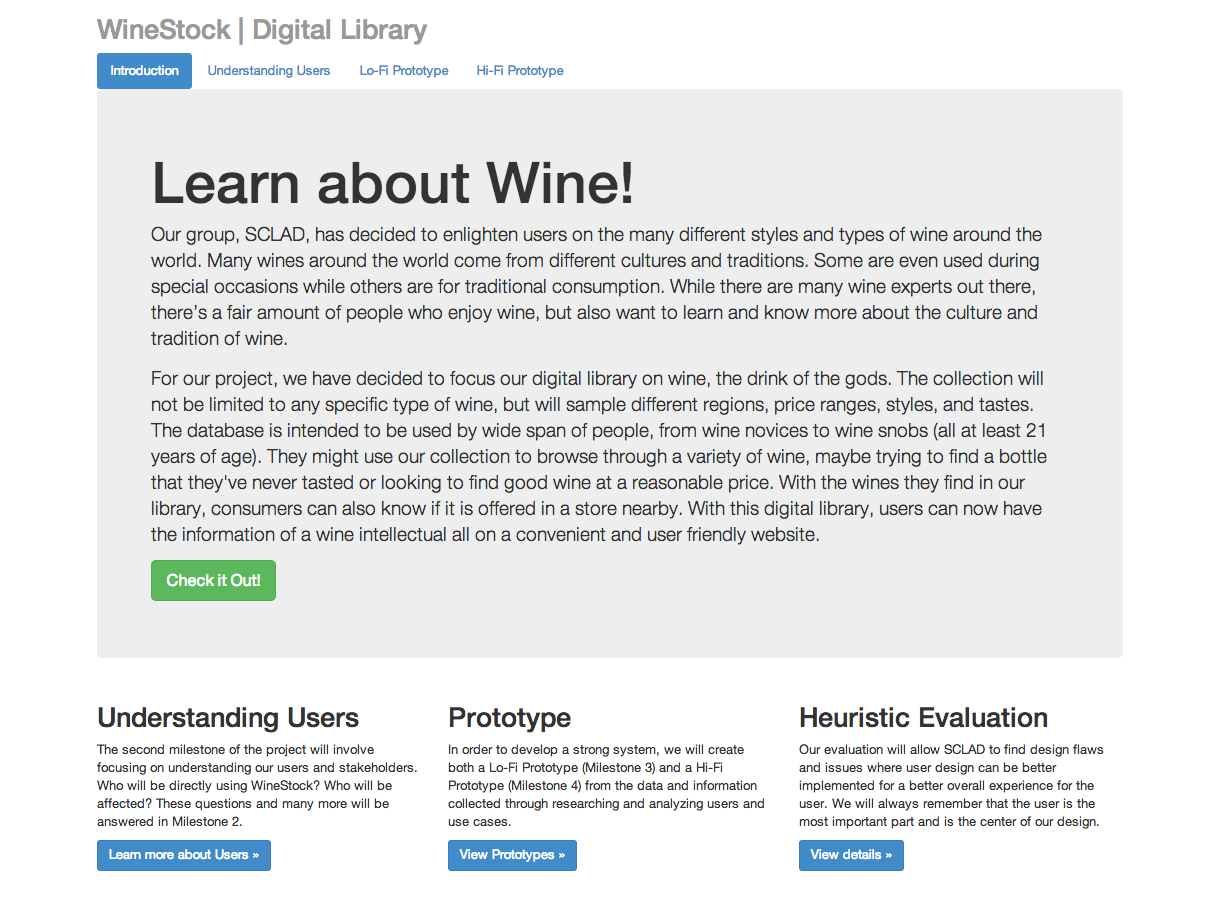 WineStock | Digital Library
Introduction Understanding Users Lo-Fi Prototype Hi-Fi Prototype
Learn about Wine!
Our group, SCLAD, has decided to enlighten users on the many different styles and types of wine around the
world. Many wines around the world come from different cultures and traditions. Some are even used during
special occasions while others are for traditional consumption. While there are many wine experts out there,
there's a fair amount of people who enjoy wine, but also want to learn and know more about the culture and
tradition of wine.
For our project, we have decided to focus our digital library on wine, the drink of the gods. The collection will
not be limited to any specific type of wine, but will sample different regions, price ranges, styles, and tastes.
The database is intended to be used by wide span of people, from wine novices to wine snobs (all at least 21
years of age). They might use our collection to browse through a variety of wine, maybe trying to find a bottle
that they've never tasted or looking to find good wine at a reasonable price. With the wines they find in our
library, consumers can also know if it is offered in a store nearby. With this digital library, users can now have
the information of a wine intellectual all on a convenient and user friendly website.
Check it Out!
Understanding Users
The second milestone of the project will involve
focusing on understanding our users and stakeholders.
Who will be directly using WineStock? Who will be
affected? These questions and many more will be
answered in Milestone 2.
Learn more about Users »
Prototype
In order to develop a strong system, we will create
both a Lo-Fi Prototype (Milestone 3) and a Hi-Fi
Prototype (Milestone 4) from the data and information
collected through researching and analyzing users and
use cases.
View Prototypes »
Heuristic Evaluation
Our evaluation will allow SCLAD to find design flaws
and issues where user design can be better
implemented for a better overall experience for the
user. We will always remember that the user is the
most important part and is the center of our design.
View details »